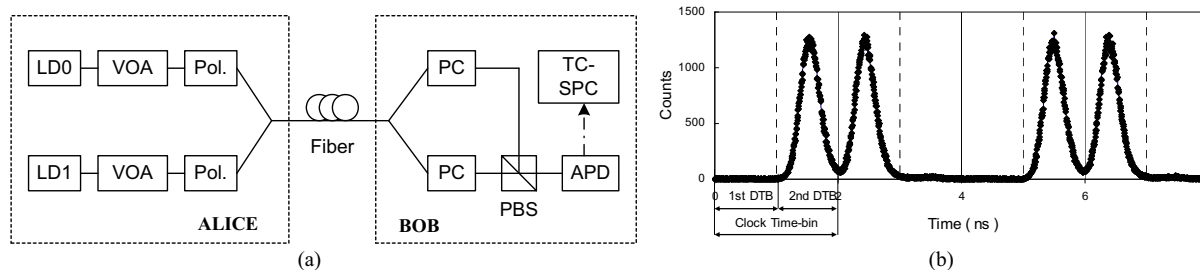 LD0
VOA
Pol.
LD1
VOA
Pol.
ALICE
Fiber
PC
TC-
SPC
PC
APD
PBS
BOB
(a)
1500
1000
500
0
Counts
0
2
4
6
1st DTB
2nd DTB
Clock Time-bin
Time ( ns )
(b)